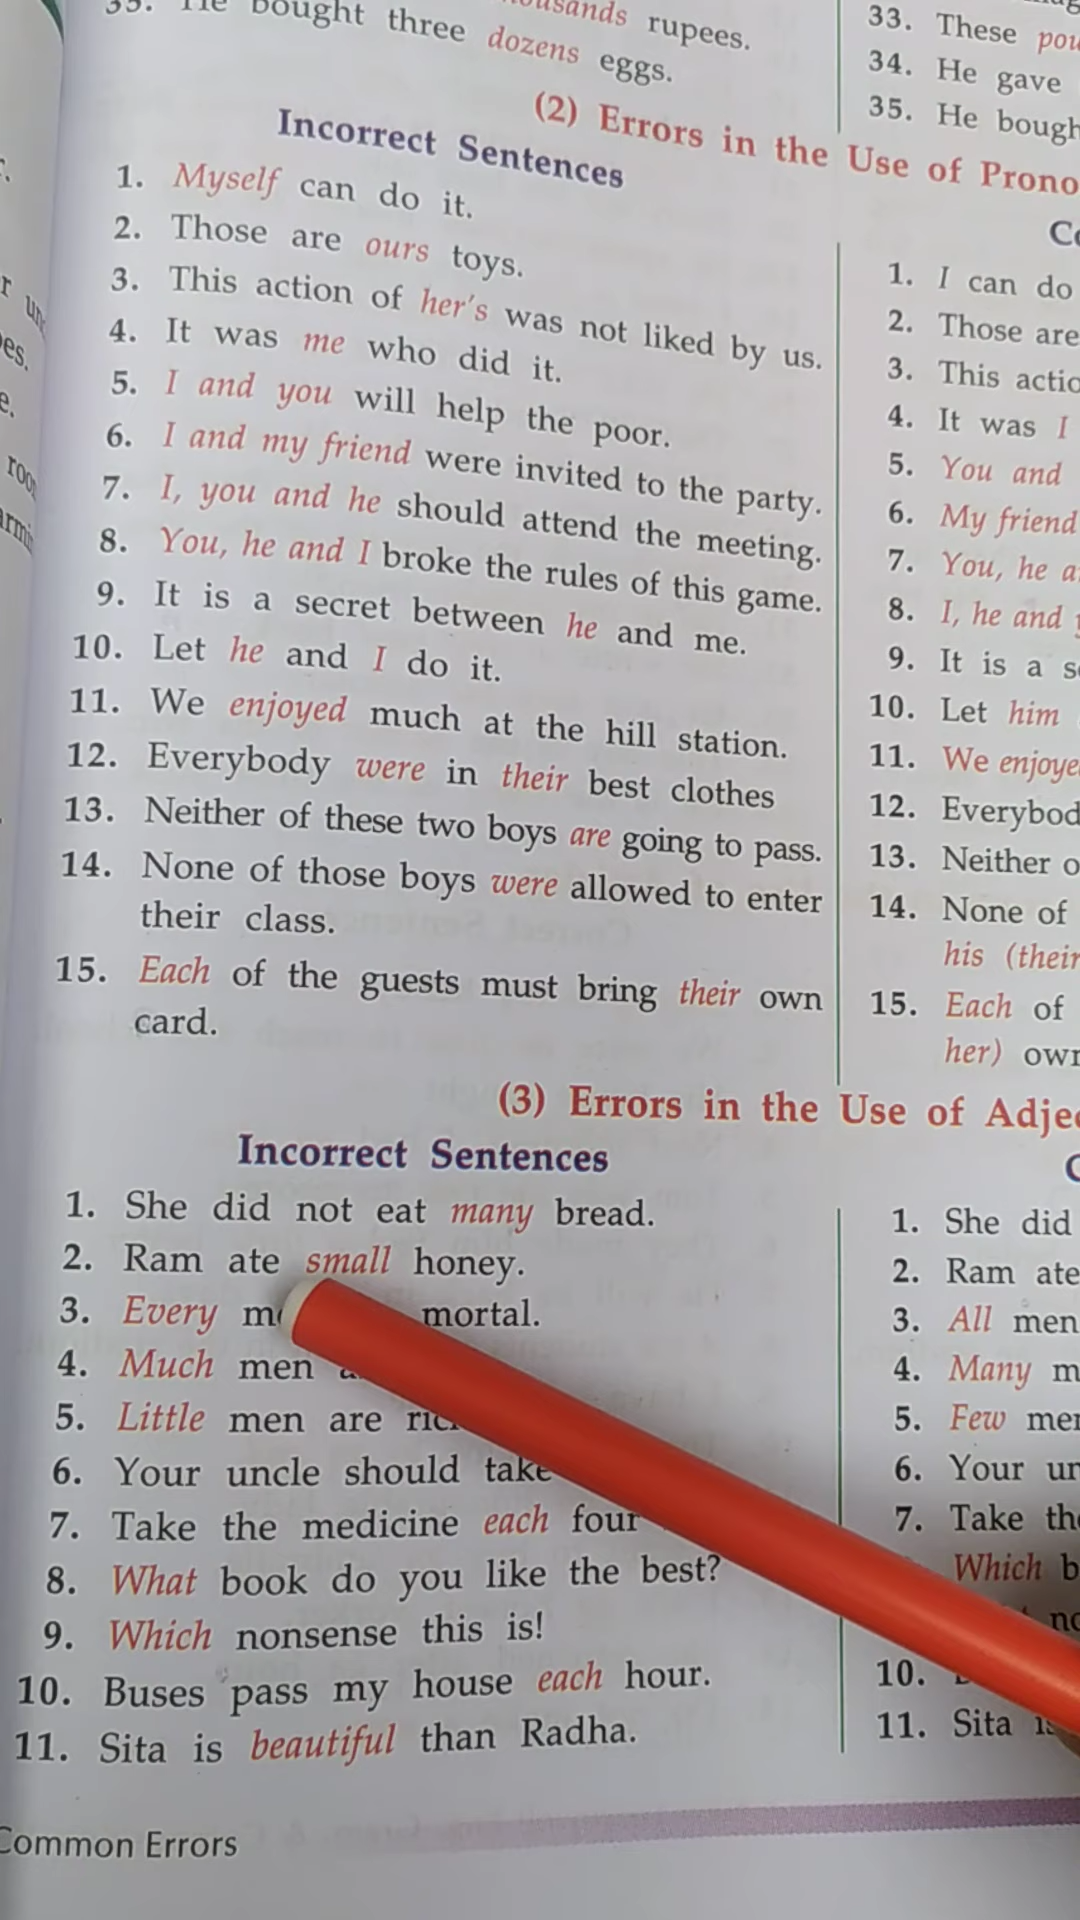 35. He bought three dozens eggs.
rupees.
33. These
34. He gave
35. He
(2) Errors in the Use of
Incorrect Sentences
1. Myself can do it.
2. Those are ours toys.
3. This action of her's was not liked by us.
4. It was me who did it.
5. I and you will help the poor.
6. I and my friend were invited to the party.
7. I, you and he should attend the meeting.
8. You, he and I broke the rules of this game.
9. It is a secret between he and me.
10. Let he and I do it.
11. We enjoyed much at the hill station.
12. Everybody were in their best clothes
13. Neither of these two boys are going to pass.
14. None of those boys were allowed to enter
their class.
15. Each of the guests must bring their own
card.
1. I can do
2. Those are
3. This
4. It was I
5. You and
6. My friend
7. You, he
8. I, he and
9. It is a
10. Let him
11. We
12.
13. Neither
14. None of
his
15. Each of
her)
(3) Errors in the Use of
Incorrect Sentences
1. She did not eat many bread.
2. Ram ate small honey.
3. Every mortal.
4. Much men
5. Little men are
6. Your uncle should take
7. Take the medicine each four
8. What book do you like the best?
9. Which nonsense this is!
10. Buses pass my house each hour.
11. Sita is beautiful than Radha.
1. She did
2. Ram ate
3. All men
4. Many
5. Few
6. Your
7. Take
Which
10.
11. Sita
Common Errors